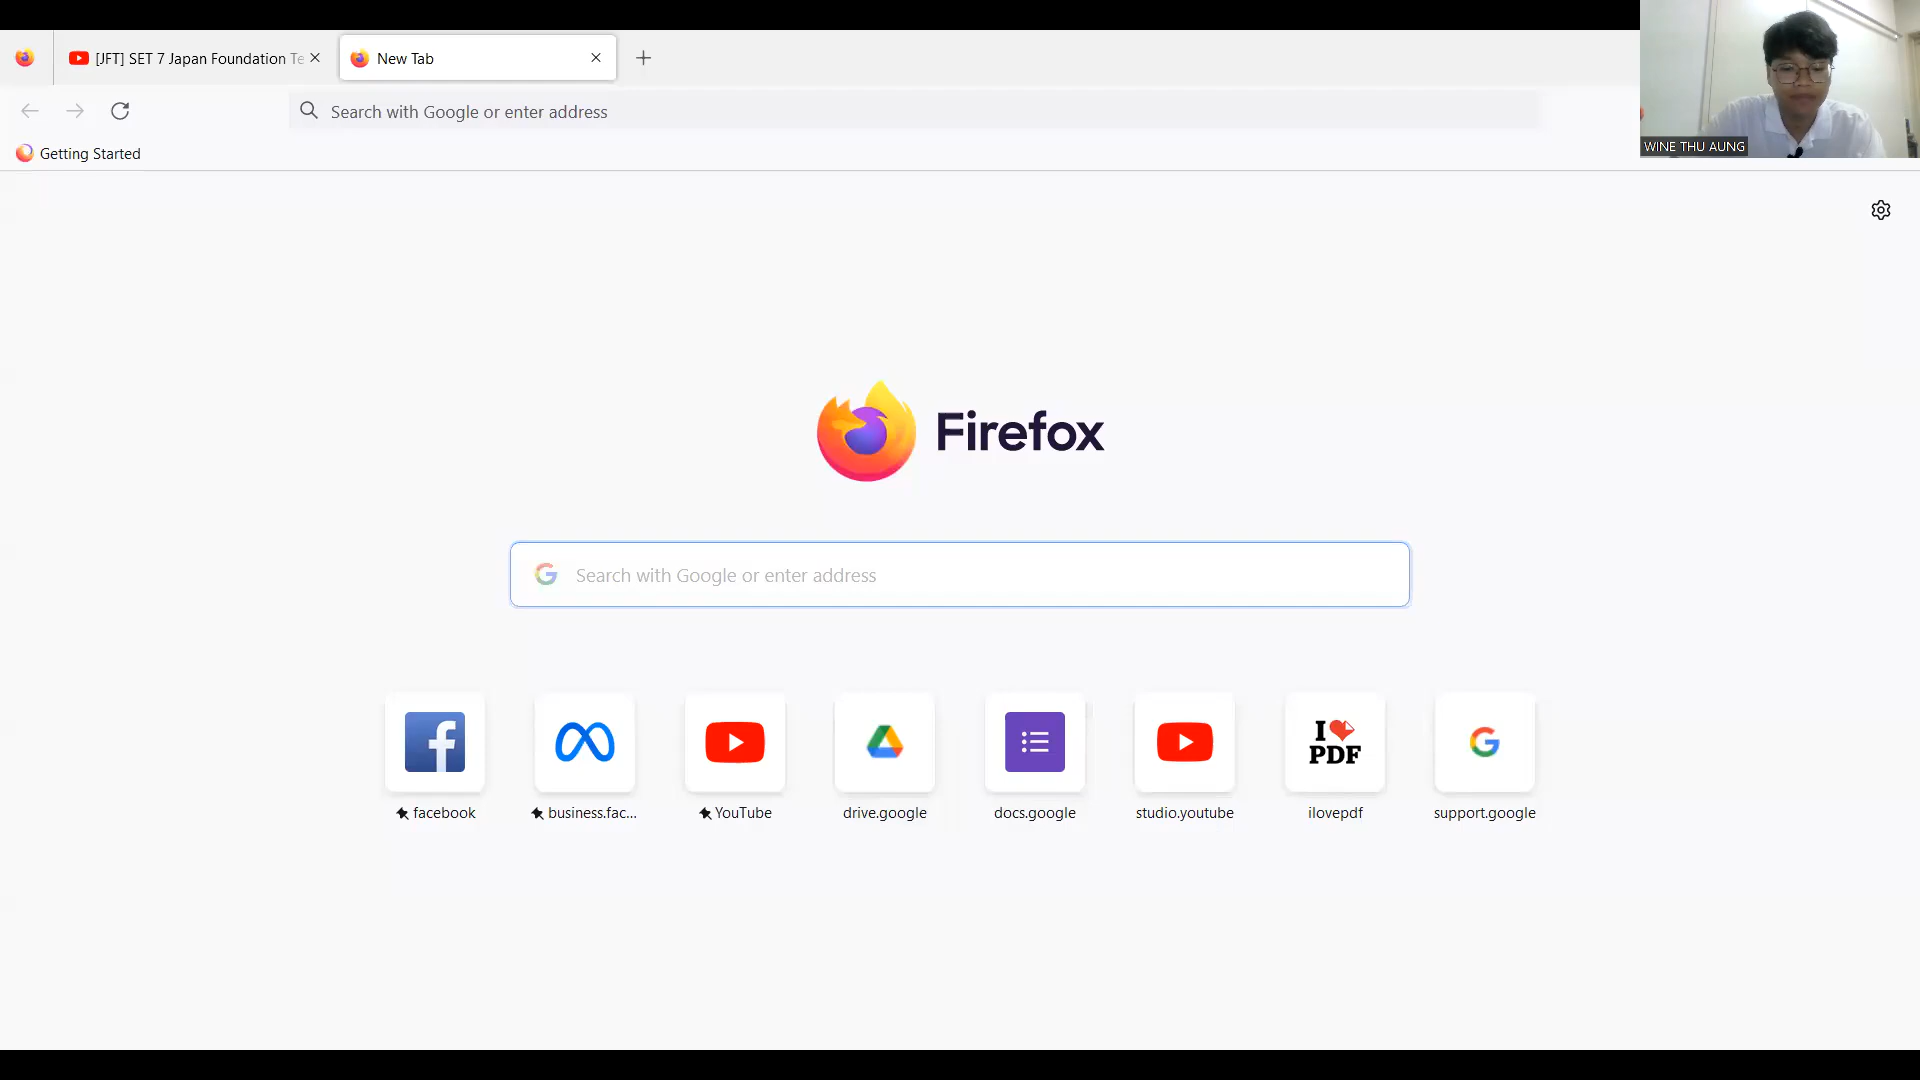 [JFT] SET 7 Japan Foundation Te
New Tab
Search with Google or enter address
Getting Started
WINE THU AUNG
Firefox
Search with Google or enter address
I
PDF
facebook
business.fac...
YouTube
drive.google
docs.google
studio.youtube
ilovepdf
support.google